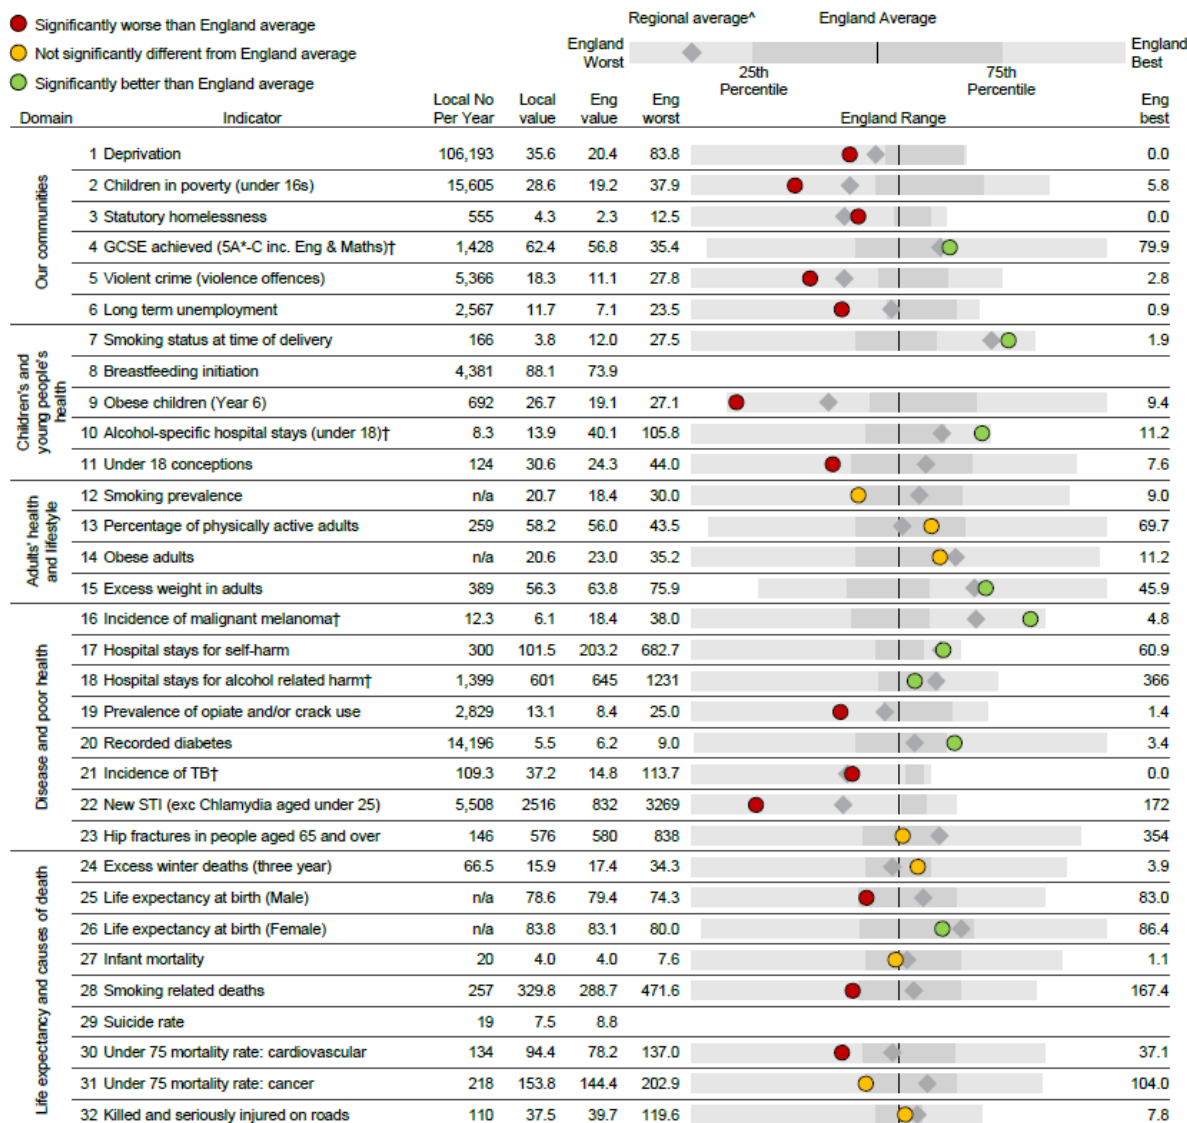 Significantly worse than England average
Not significantly different from England average
Significantly better than England average
Regional average^ England Average
England Worst England Best
25th Percentile 75th Percentile
Domain Indicator Local No Per Year Local value Eng value Eng worst England Range Eng best
Our communities
1 Deprivation 106,193 35.6 20.4 83.8 0.0
2 Children in poverty (under 16s) 15,605 28.6 19.2 37.9 5.8
3 Statutory homelessness 555 4.3 2.3 12.5 0.0
4 GCSE achieved (5A*-C inc. Eng & Maths)† 1,428 62.4 56.8 35.4 79.9
5 Violent crime (violence offences) 5,366 18.3 11.1 27.8 2.8
6 Long term unemployment 2,567 11.7 7.1 23.5 0.9
Children's and young people's health
7 Smoking status at time of delivery 166 3.8 12.0 27.5 1.9
8 Breastfeeding initiation 4,381 88.1 73.9
9 Obese children (Year 6) 692 26.7 19.1 27.1 9.4
10 Alcohol-specific hospital stays (under 18)† 8.3 13.9 40.1 105.8 11.2
11 Under 18 conceptions 124 30.6 24.3 44.0 7.6
Adults' health and lifestyle
12 Smoking prevalence n/a 20.7 18.4 30.0 9.0
13 Percentage of physically active adults 259 58.2 56.0 43.5 69.7
14 Obese adults n/a 20.6 23.0 35.2 11.2
15 Excess weight in adults 389 56.3 63.8 75.9 45.9
Disease and poor health
16 Incidence of malignant melanoma† 12.3 6.1 18.4 38.0 4.8
17 Hospital stays for self-harm 300 101.5 203.2 682.7 60.9
18 Hospital stays for alcohol related harm† 1,399 601 645 1231 366
19 Prevalence of opiate and/or crack use 2,829 13.1 8.4 25.0 1.4
20 Recorded diabetes 14,196 5.5 6.2 9.0 3.4
21 Incidence of TB† 109.3 37.2 14.8 113.7 0.0
22 New STI (exc Chlamydia aged under 25) 5,508 2516 832 3269 172
23 Hip fractures in people aged 65 and over 146 576 580 838 354
Life expectancy and causes of death
24 Excess winter deaths (three year) 66.5 15.9 17.4 34.3 3.9
25 Life expectancy at birth (Male) n/a 78.6 79.4 74.3 83.0
26 Life expectancy at birth (Female) n/a 83.8 83.1 80.0 86.4
27 Infant mortality 20 4.0 4.0 7.6 1.1
28 Smoking related deaths 257 329.8 288.7 471.6 167.4
29 Suicide rate 19 7.5 8.8
30 Under 75 mortality rate: cardiovascular 134 94.4 78.2 137.0 37.1
31 Under 75 mortality rate: cancer 218 153.8 144.4 202.9 104.0
32 Killed and seriously injured on roads 110 37.5 39.7 119.6 7.8